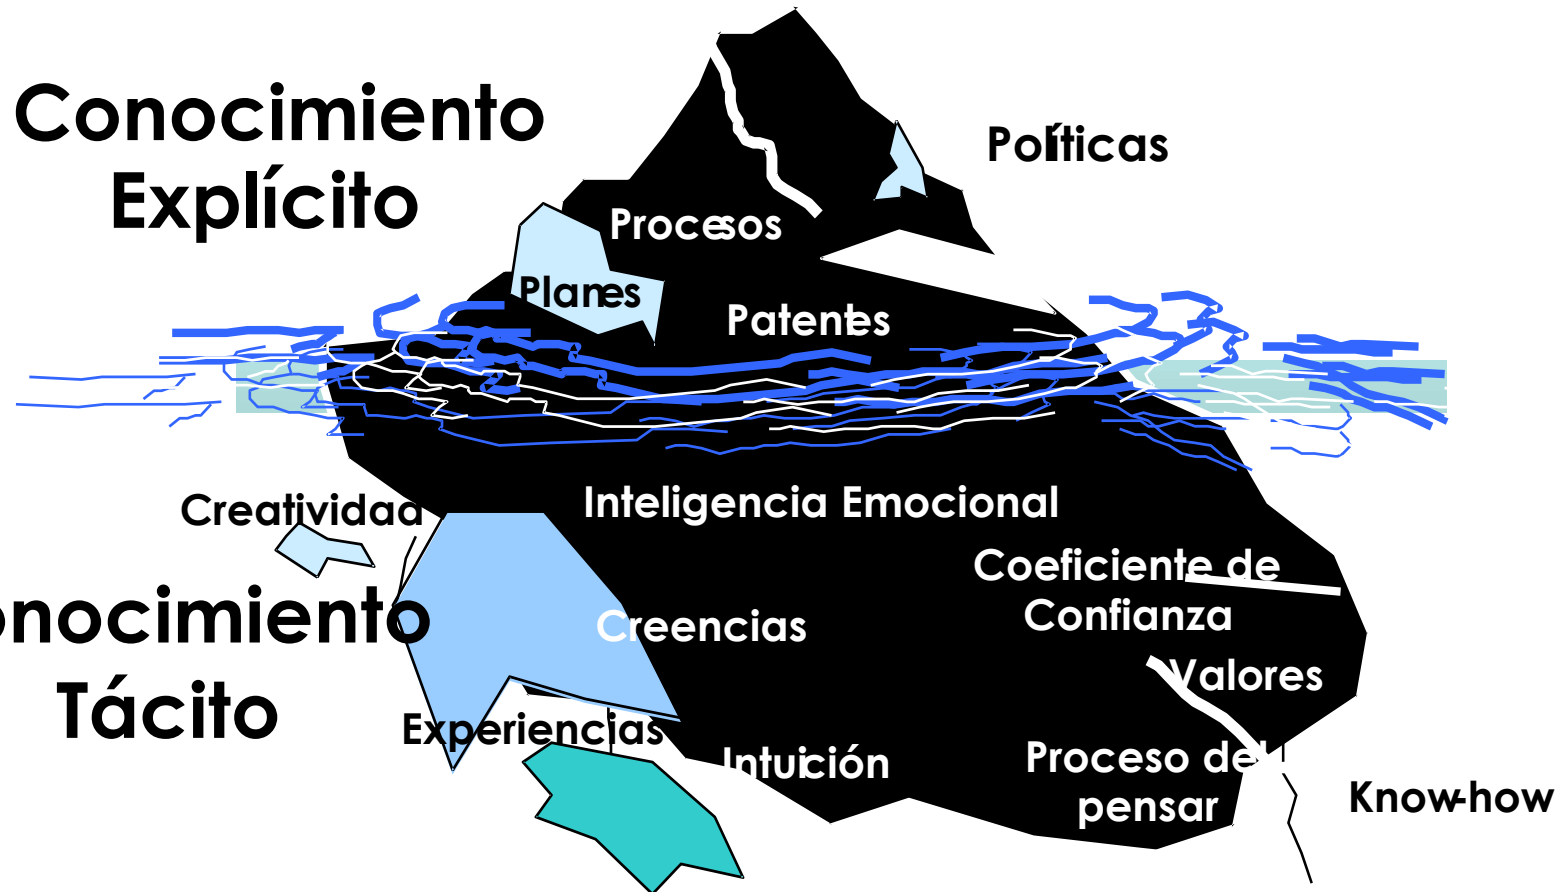 Conocimiento
Explícito
Políticas
Procesos
Planes
Patentes
Creatividad
Inteligencia Emocional
Coeficiente de
Confianza
onocimiento
Tácito
Creencias
Valores
Experiencias
Intuición
Proceso del
pensar
Know-how